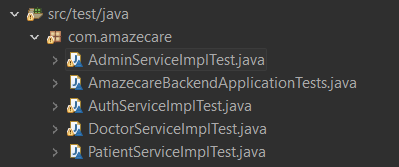 src/test/java
com.amazecare
AdminServiceImplTest.java
AmazecareBackendApplicationTests.java
AuthServiceImplTest.java
DoctorServiceImplTest.java
PatientServiceImplTest.java